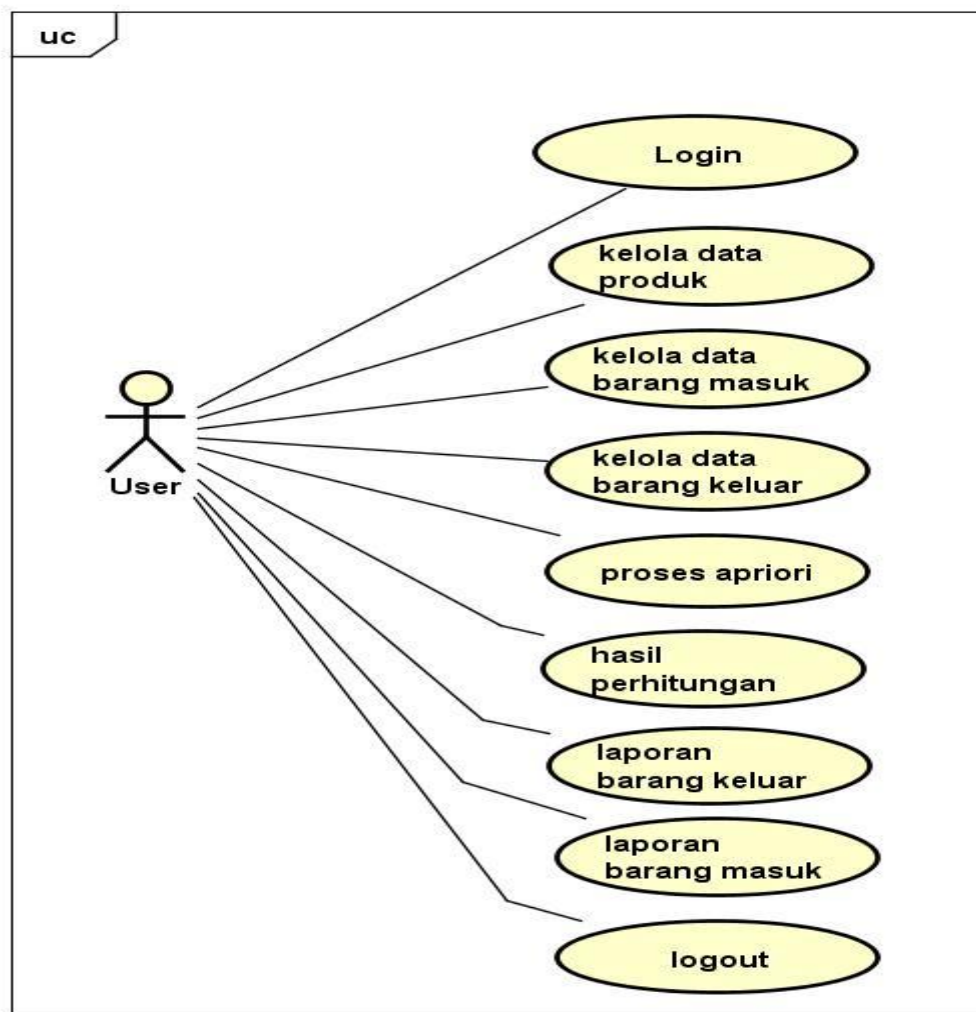 uc
Login
kelola data
produk
kelola data
barang masuk
kelola data
barang keluar
User
proses apriori
hasil
perhitungan
laporan
barang keluar
laporan
barang masuk
logout